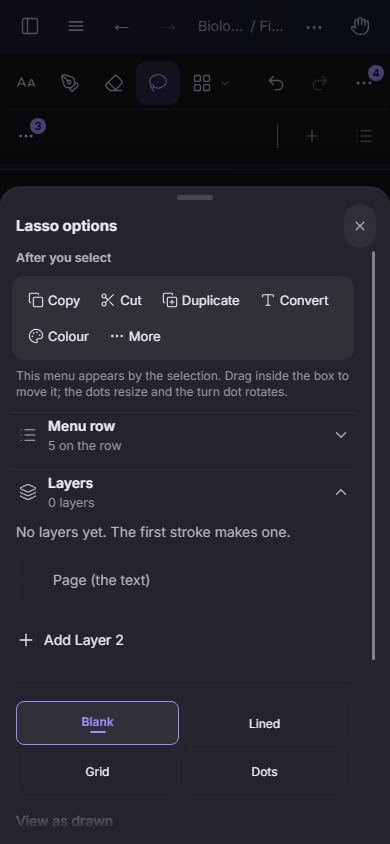 Biolo... / Fi...
AA
4
3
Lasso options
After you select
Copy Cut Duplicate Convert
Colour More
This menu appears by the selection. Drag inside the box to
move it; the dots resize and the turn dot rotates.
Menu row
5 on the row
Layers
0 layers
No layers yet. The first stroke makes one.
Page (the text)
Add Layer 2
Blank Lined
Grid Dots
View as drawn